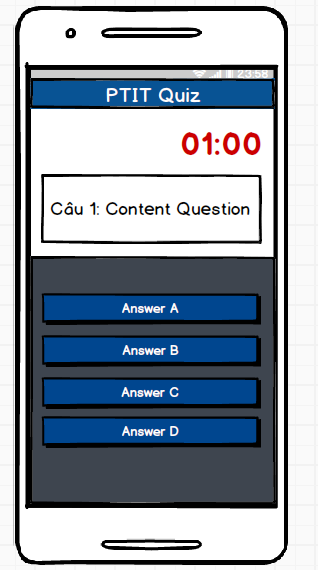 23:58
PTIT Quiz
01:00
Câu 1: Content Question
Answer A
Answer B
Answer C
Answer D